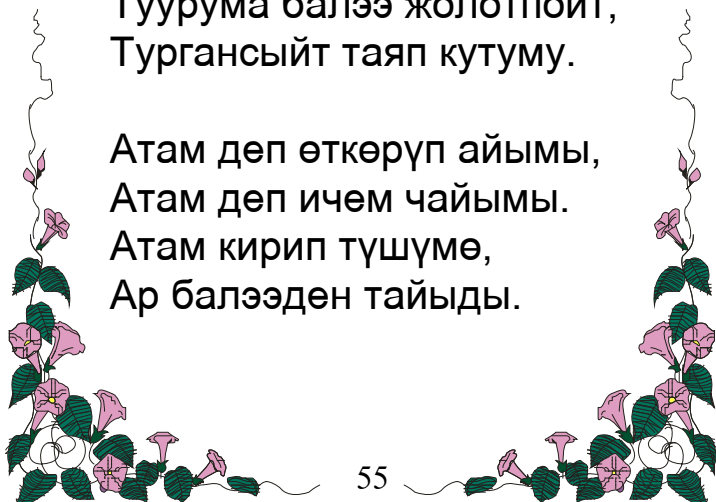 Туурума балээ жолотпойт,
Тургансыйт таяп кутуму.
Атам деп өткөрүп айымы,
Атам деп ичем чайымы.
Атам кирип түшүмө,
Ар балээден тайыды.
55